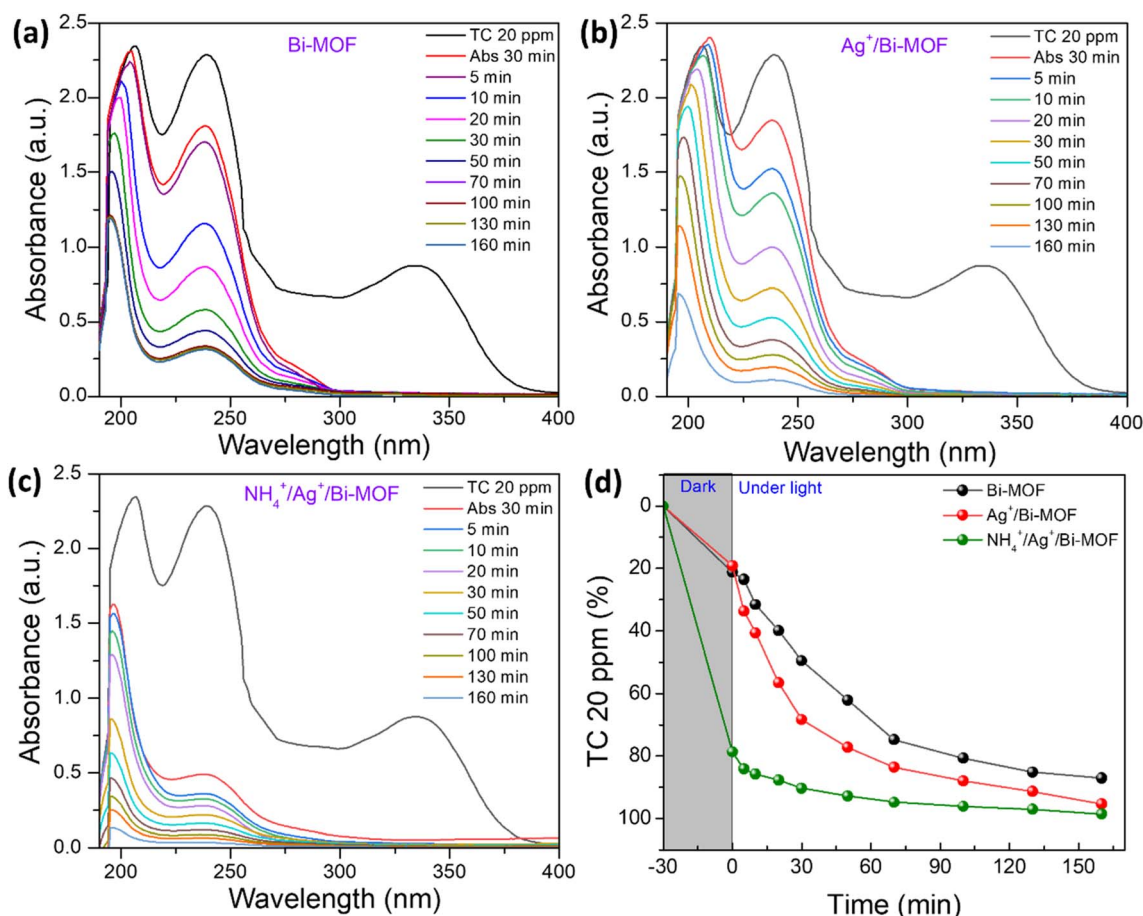 (a)
Bi-MOF
TC 20 ppm
Abs 30 min
5 min
10 min
20 min
30 min
50 min
70 min
100 min
130 min
160 min
2.5
2.0
1.5
1.0
0.5
0.0
Absorbance (a.u.)
200
250
300
350
400
Wavelength (nm)
(b)
Ag⁺/Bi-MOF
TC 20 ppm
Abs 30 min
5 min
10 min
20 min
30 min
50 min
70 min
100 min
130 min
160 min
2.5
2.0
1.5
1.0
0.5
0.0
Absorbance (a.u.)
200
250
300
350
400
Wavelength (nm)
(c)
NH₄⁺/Ag⁺/Bi-MOF
TC 20 ppm
Abs 30 min
5 min
10 min
20 min
30 min
50 min
70 min
100 min
130 min
160 min
2.5
2.0
1.5
1.0
0.5
0.0
Absorbance (a.u.)
200
250
300
350
400
Wavelength (nm)
(d)
Dark
Under light
Bi-MOF
Ag⁺/Bi-MOF
NH₄⁺/Ag⁺/Bi-MOF
0
20
40
60
80
100
TC 20 ppm (%)
-30
0
30
60
90
120
150
Time (min)